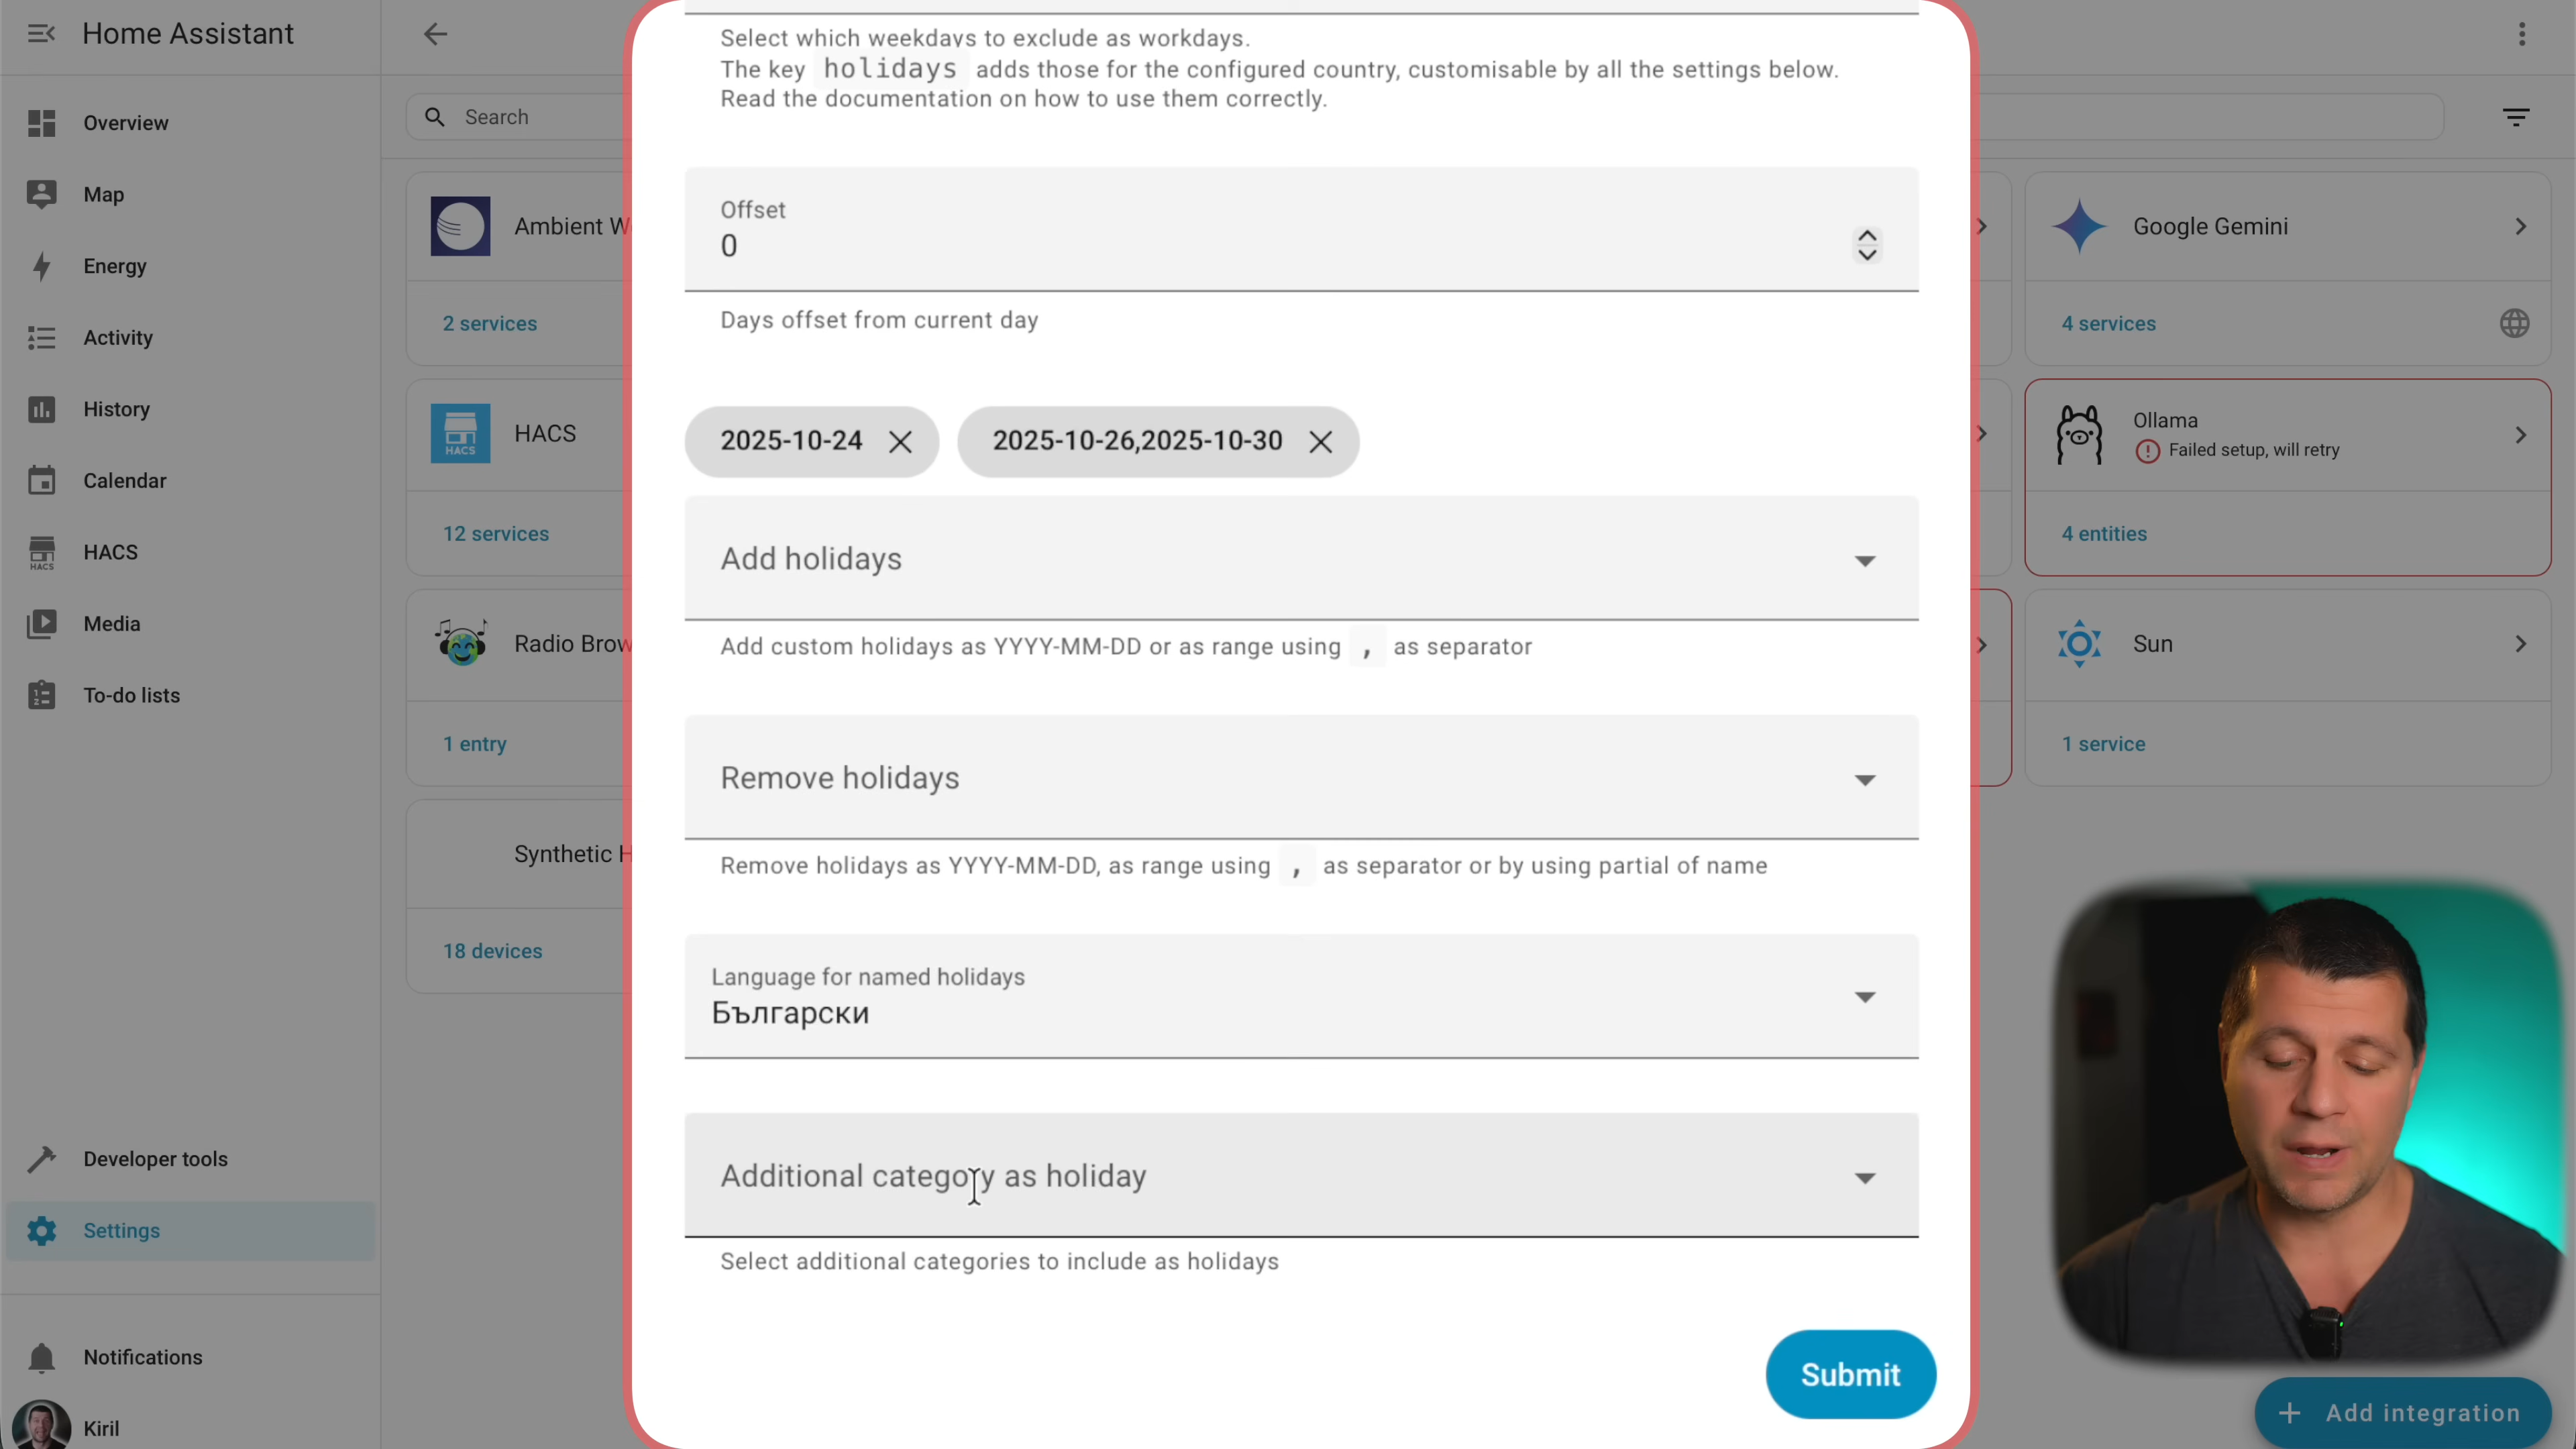 Home Assistant
Overview
Map
Energy
Activity
History
Calendar
HACS
HACS
Media
To-do lists
Developer tools
Settings
Notifications
Kiril
Search
Ambient W
2 services
HACS
HACS
12 services
Radio Brow
1 entry
Synthetic H
18 devices
Select which weekdays to exclude as workdays.
The key holidays adds those for the configured country, customisable by all the settings below.
Read the documentation on how to use them correctly.
Offset
0
Days offset from current day
2025-10-24
2025-10-26,2025-10-30
Add holidays
Add custom holidays as YYYY-MM-DD or as range using , as separator
Remove holidays
Remove holidays as YYYY-MM-DD, as range using , as separator or by using partial of name
Language for named holidays
Български
Additional category as holiday
Select additional categories to include as holidays
Submit
Google Gemini
4 services
Ollama
Failed setup, will retry
4 entities
Sun
1 service
Add integration